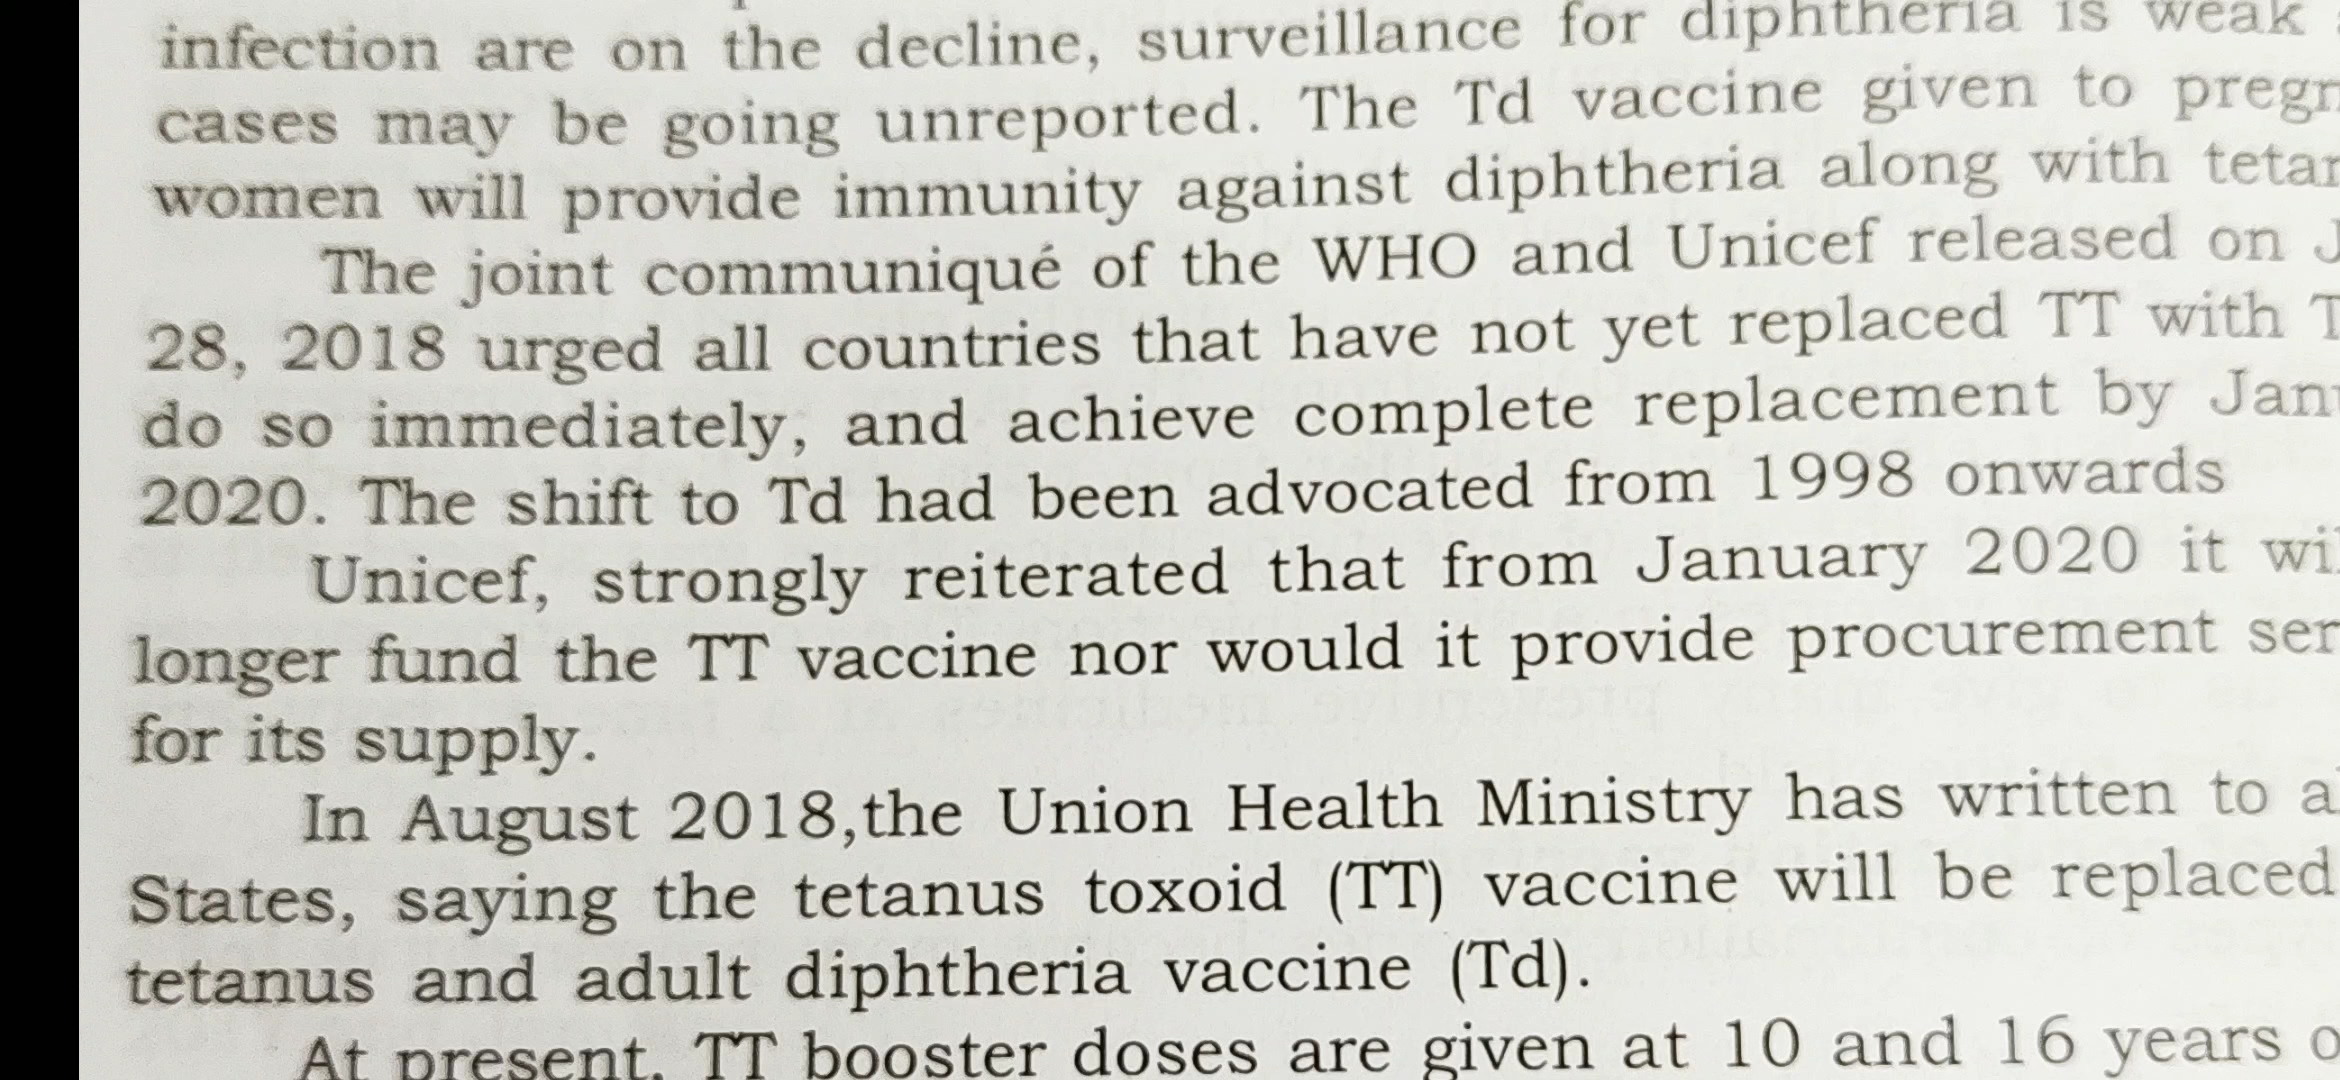 infection are on the decline, surveillance for diphtheria is weak
cases may be going unreported. The Td vaccine given to
women will provide immunity against diphtheria along with
The joint communiqué of the WHO and Unicef released on
28, 2018 urged all countries that have not yet replaced TT with
do so immediately, and achieve complete replacement by
2020. The shift to Td had been advocated from 1998 onwards
Unicef, strongly reiterated that from January 2020 it
longer fund the TT vaccine nor would it provide procurement
for its supply.
In August 2018,the Union Health Ministry has written to
States, saying the tetanus toxoid (TT) vaccine will be replaced
tetanus and adult diphtheria vaccine (Td).
At present, TT booster doses are given at 10 and 16 years